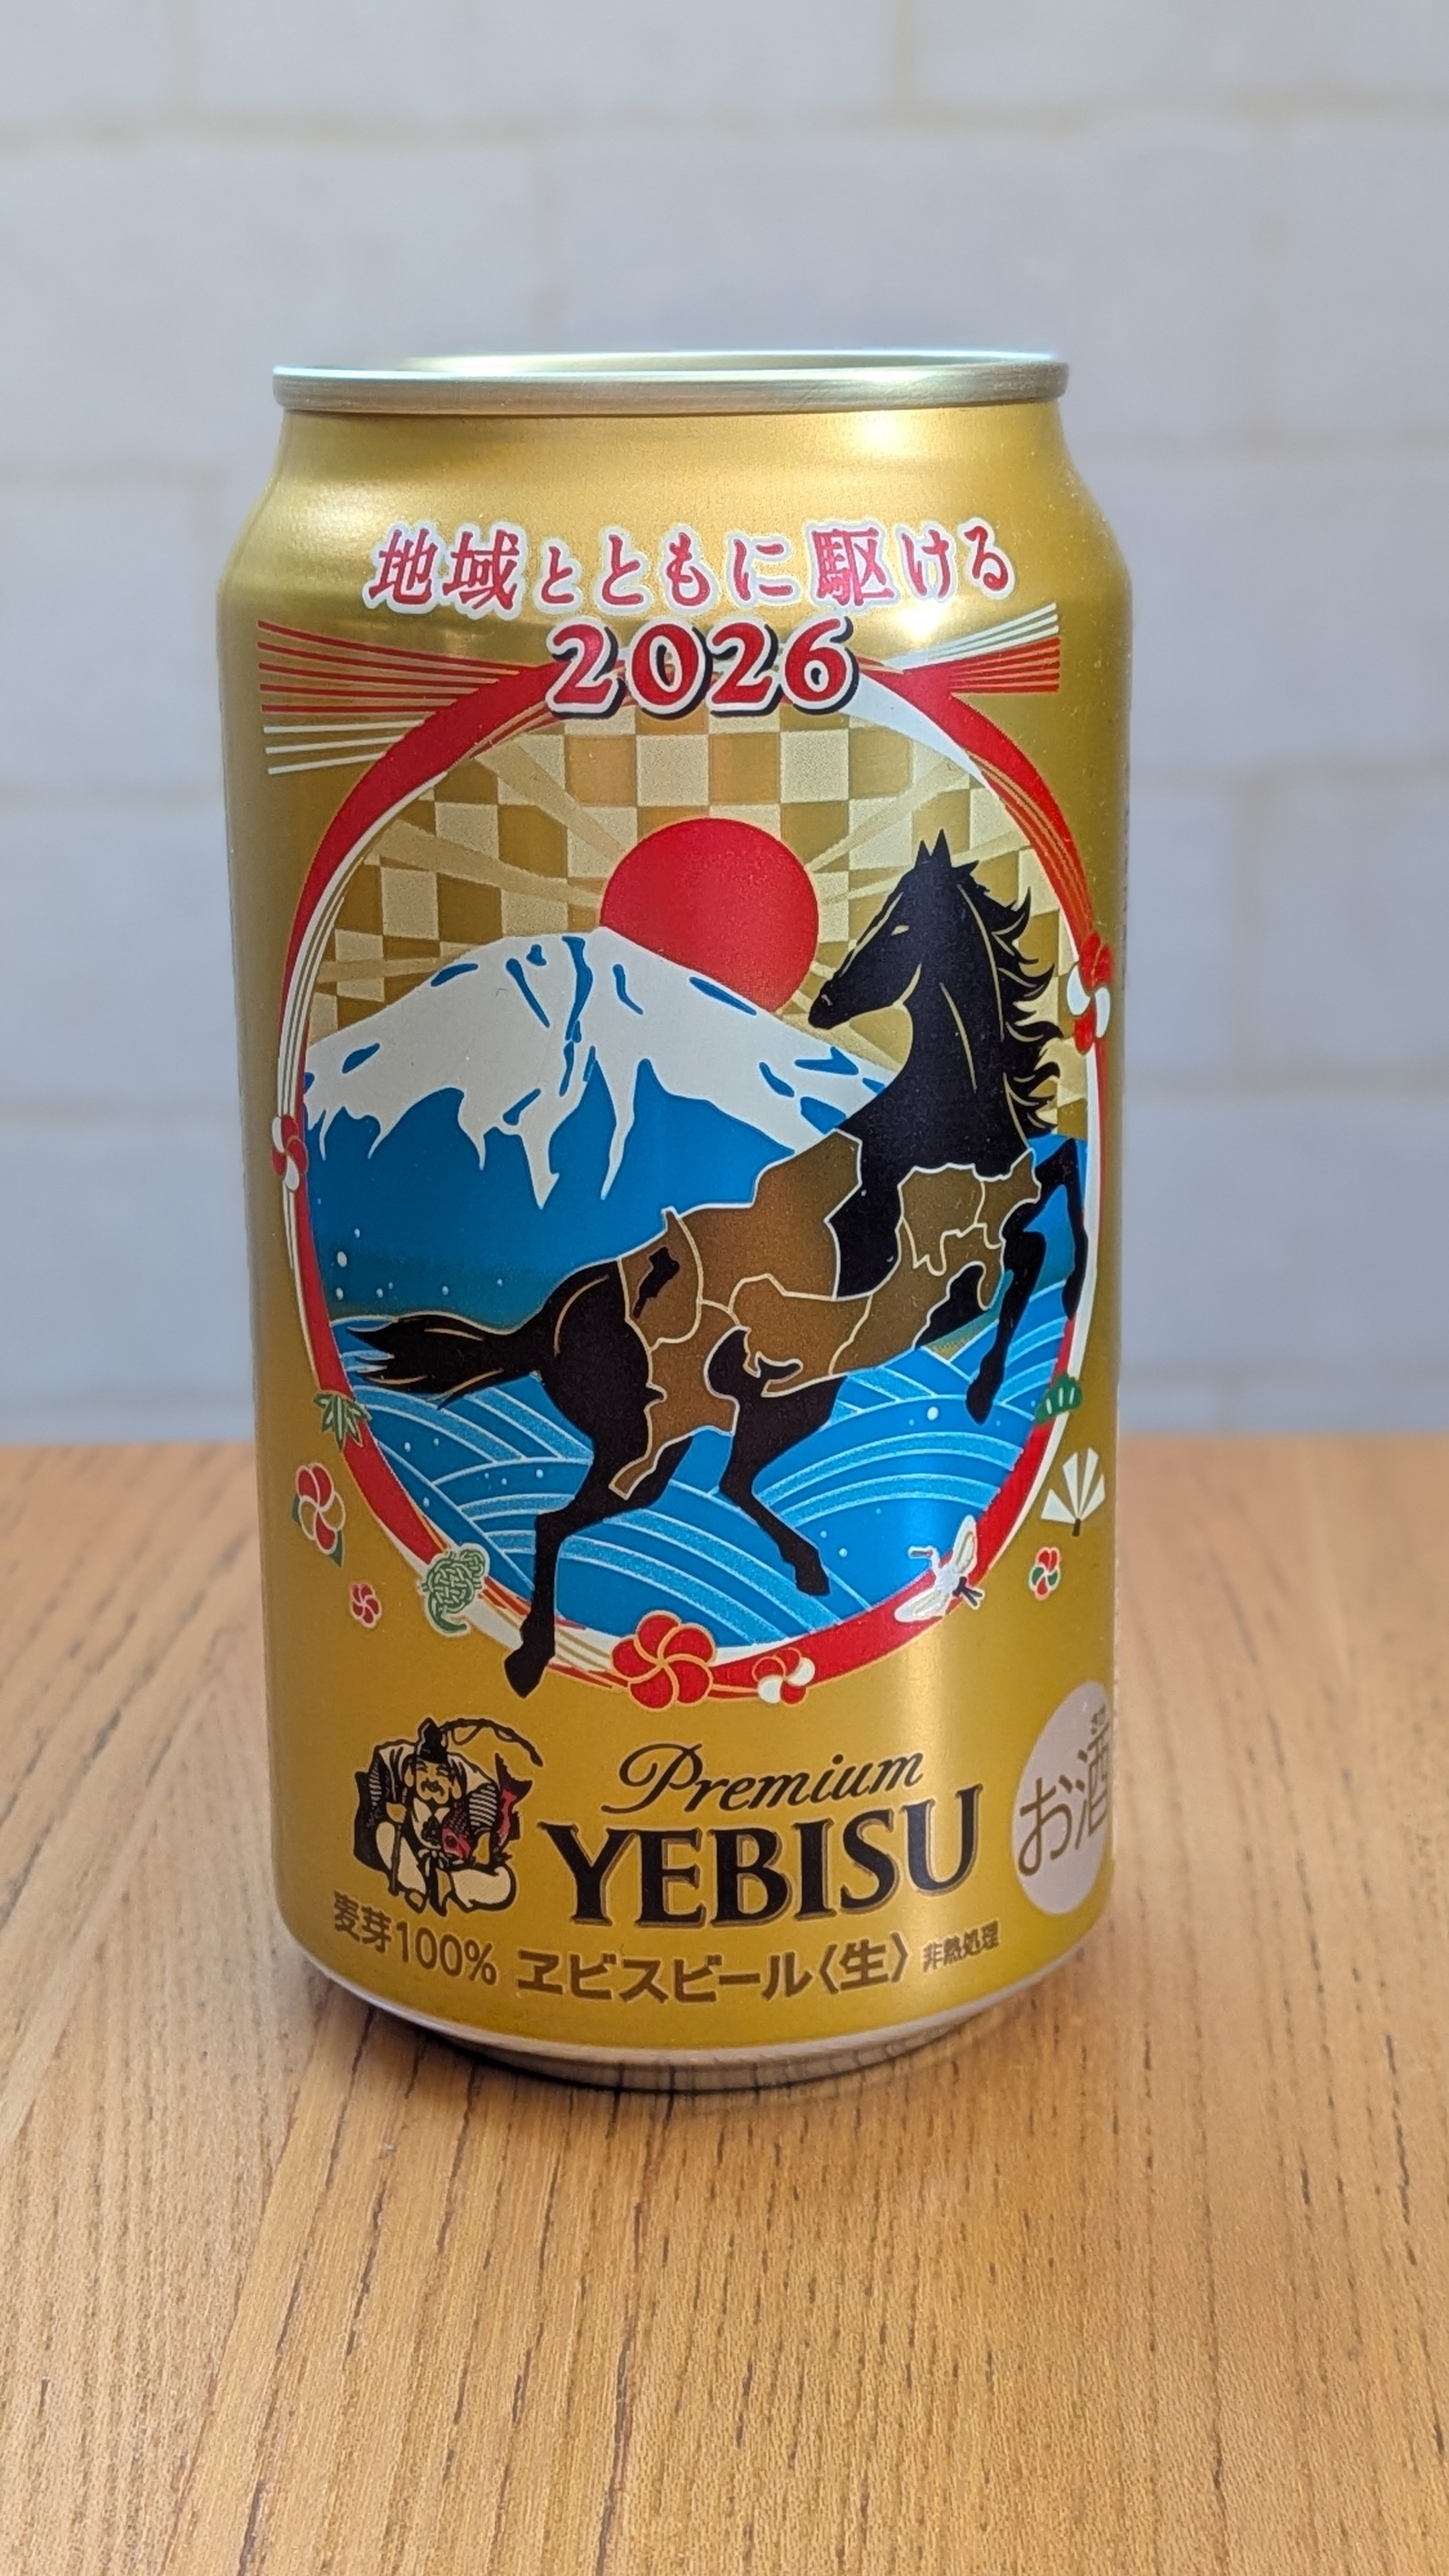 地域とともに駆ける
2026
Premium
YEBISU
お酒
麦芽100% ヱビスビール〈生〉 非熱処理